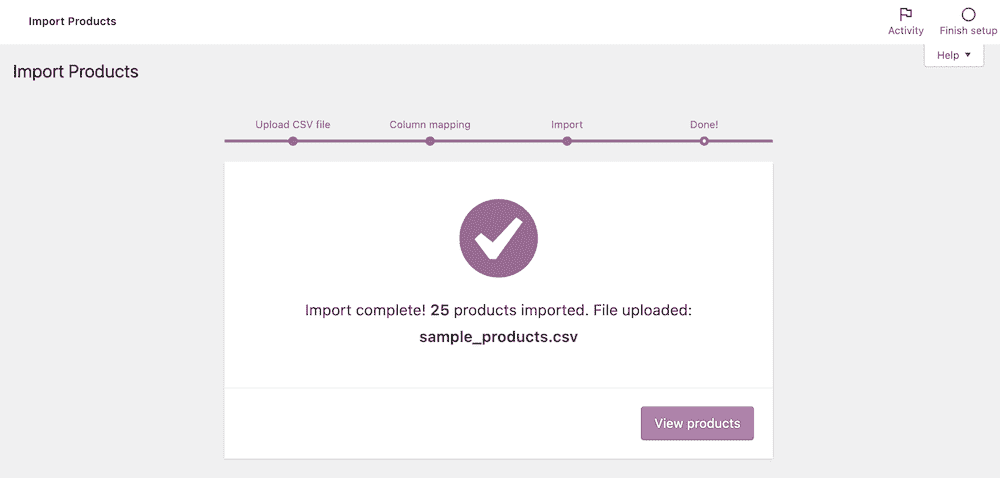 Import Products
Activity
Finish setup
Help
Import Products
Upload CSV file
Column mapping
Import
Done!
Import complete! 25 products imported. File uploaded:
sample_products.csv
View products